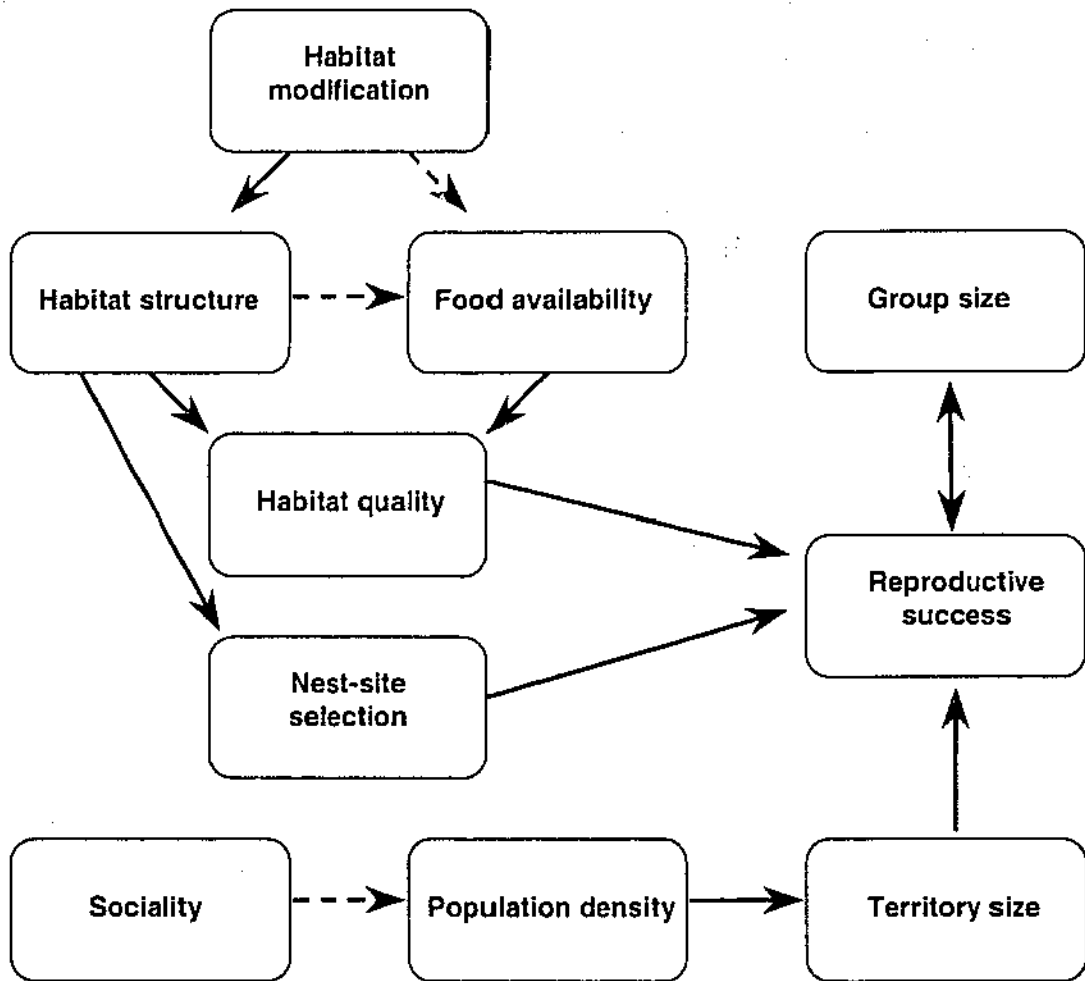 Habitat
modification
Habitat structure
Food availability
Group size
Habitat quality
Reproductive
success
Nest-site
selection
Sociality
Population density
Territory size